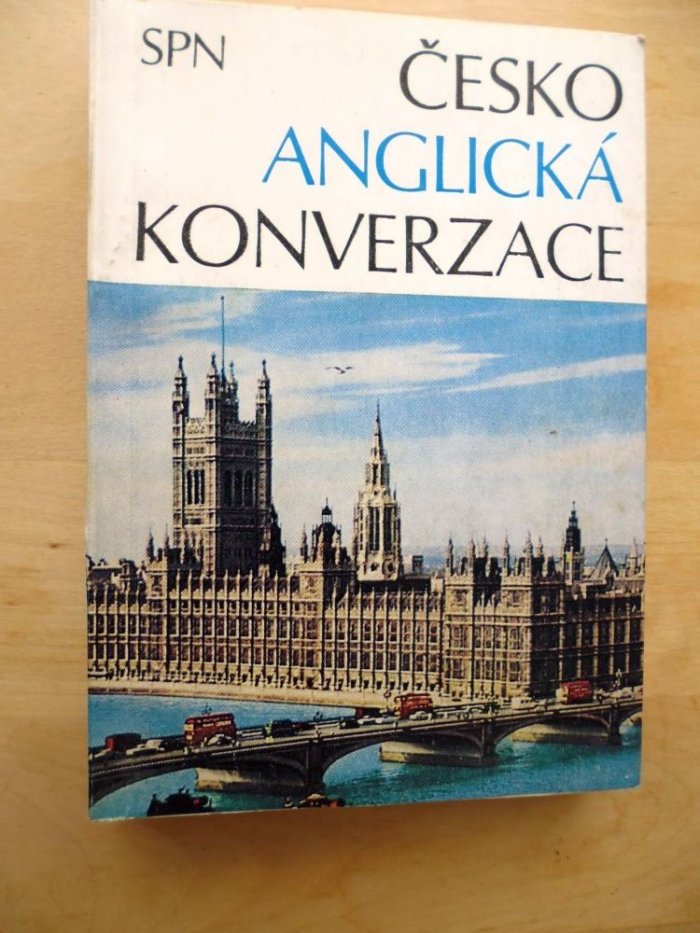 SPN
ČESKO
ANGLICKÁ
KONVERZACE